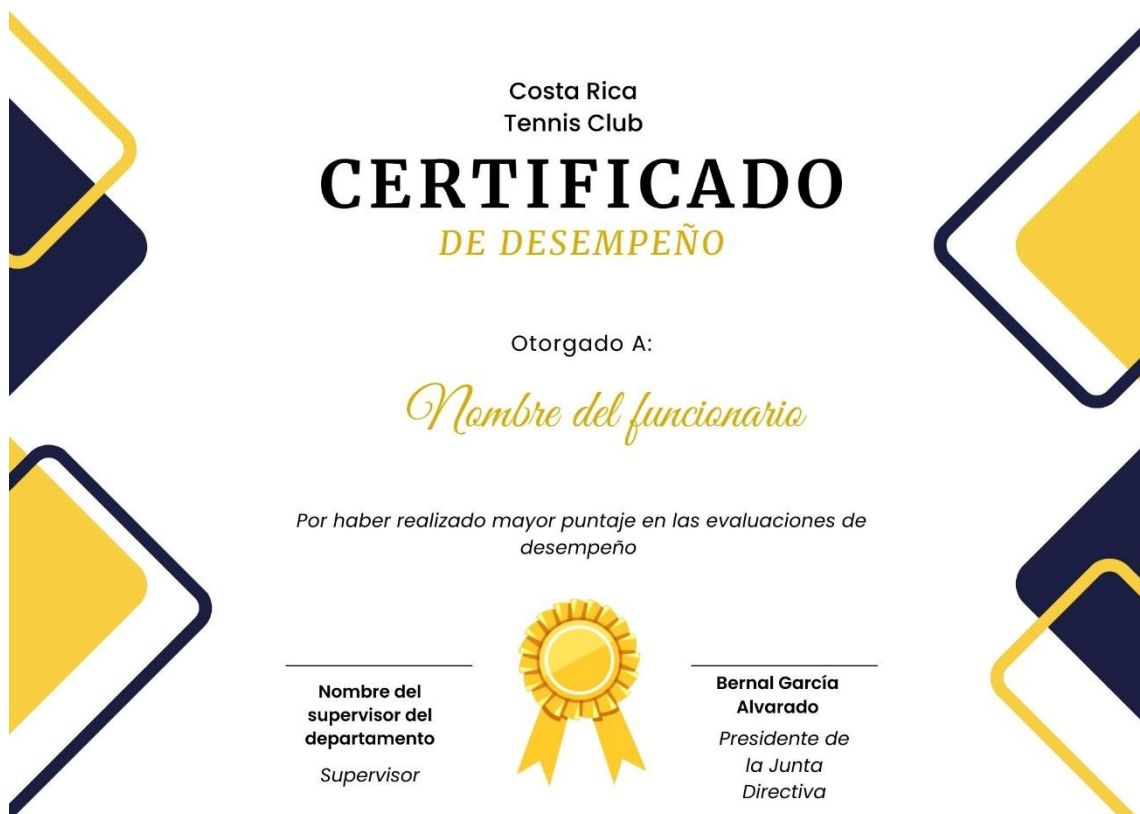 Costa Rica
Tennis Club
CERTIFICADO
DE DESEMPEÑO
Otorgado A:
Nombre del funcionario
Por haber realizado mayor puntaje en las evaluaciones de
desempeño
Nombre del
supervisor del
departamento
Supervisor
Bernal García
Alvarado
Presidente de
la Junta
Directiva